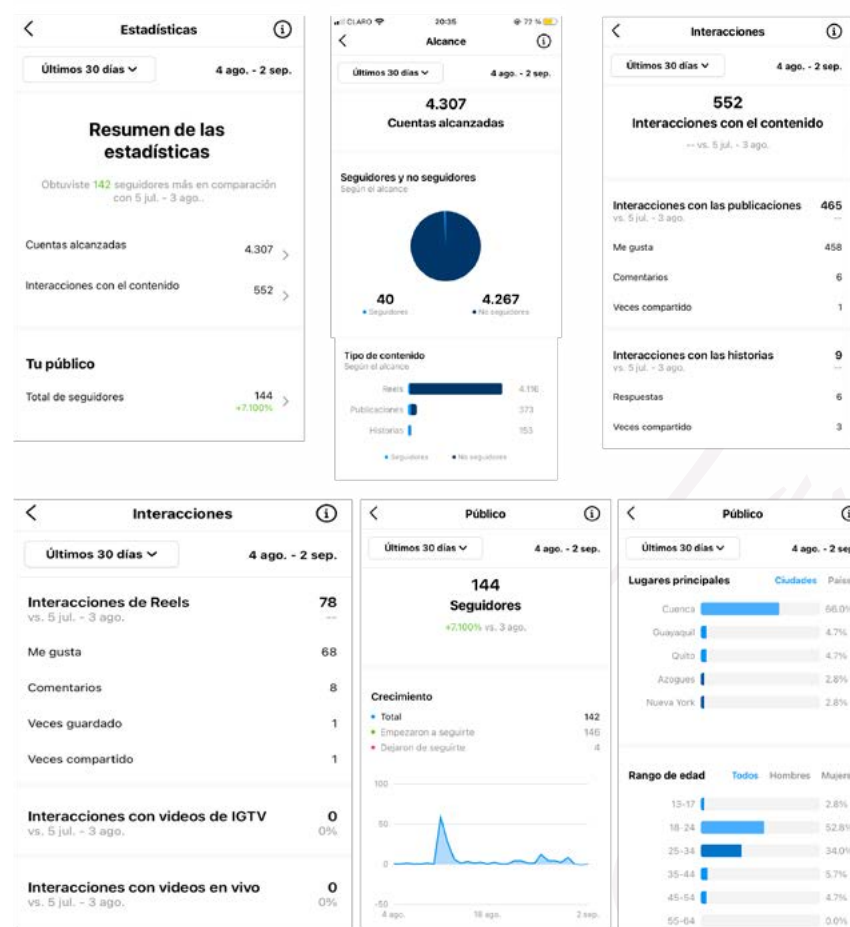 Estadísticas
Últimos 30 días
4 ago. - 2 sep.
Resumen de las
estadísticas
Obtuviste 142 seguidores más en comparación
con 5 jul. - 3 ago..
Cuentas alcanzadas 4.307
Interacciones con el contenido 552
Tu público
Total de seguidores 144
+7.100%
CLARO 20:35 72 %
Alcance
Últimos 30 días
4 ago. - 2 sep.
4.307
Cuentas alcanzadas
Seguidores y no seguidores
Según el alcance
40 4.267
Seguidores No seguidores
Tipo de contenido
Según el alcance
Reels 4.116
Publicaciones 373
Historias 153
Seguidores No seguidores
Interacciones
Últimos 30 días
4 ago. - 2 sep.
552
Interacciones con el contenido
-- vs. 5 jul. - 3 ago.
Interacciones con las publicaciones 465
vs. 5 jul. - 3 ago. --
Me gusta 458
Comentarios 6
Veces compartido 1
Interacciones con las historias 9
vs. 5 jul. - 3 ago. --
Respuestas 6
Veces compartido 3
Interacciones
Últimos 30 días
4 ago. - 2 sep.
Interacciones de Reels 78
vs. 5 jul. - 3 ago. --
Me gusta 68
Comentarios 8
Veces guardado 1
Veces compartido 1
Interacciones con videos de IGTV 0
vs. 5 jul. - 3 ago. 0%
Interacciones con videos en vivo 0
vs. 5 jul. - 3 ago. 0%
Público
Últimos 30 días
4 ago. - 2 sep.
144
Seguidores
+7.100% vs. 3 ago.
Crecimiento
Total 142
Empezaron a seguirte 146
Dejaron de seguirte 4
100
50
0
-50
4 ago. 18 ago. 2 sep.
Público
Últimos 30 días
4 ago. - 2 sep
Lugares principales Ciudades Paíse
Cuenca 66.0%
Guayaquil 4.7%
Quito 4.7%
Azogues 2.8%
Nueva York 2.8%
Rango de edad Todos Hombres Mujere
13-17 2.8%
18-24 52.8%
25-34 34.0%
35-44 5.7%
45-54 4.7%
55-64 0.0%